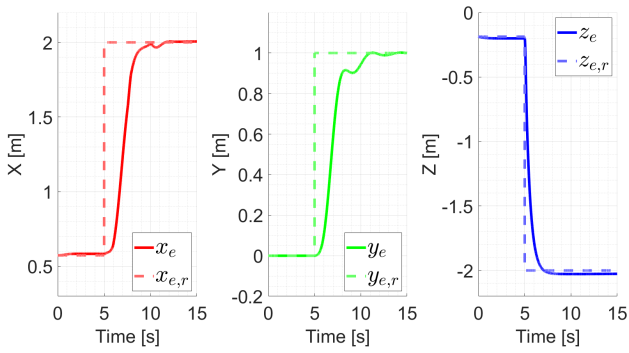 X [m]
2
1.5
1
0.5
x_e
x_{e,r}
0 5 10 15
Time [s]
Y [m]
1
0.8
0.6
0.4
0.2
0
-0.2
y_e
y_{e,r}
0 5 10 15
Time [s]
Z [m]
0
-0.5
-1
-1.5
-2
z_e
z_{e,r}
0 5 10 15
Time [s]